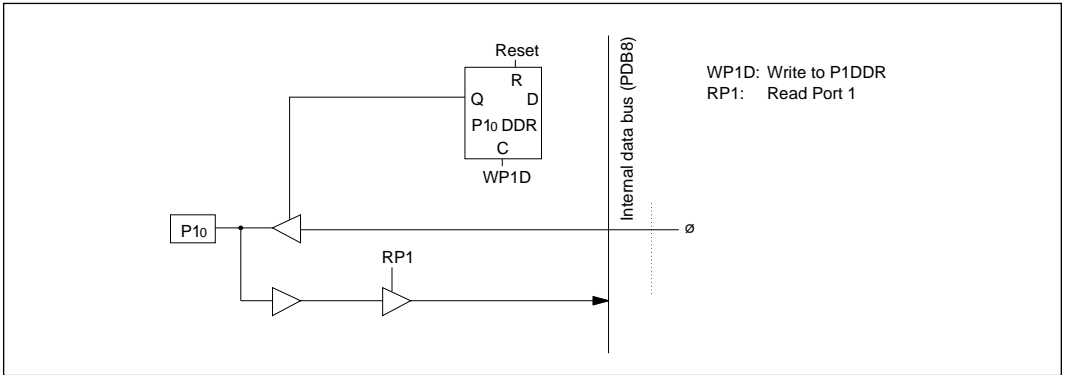 Reset
R
Q D
P10 DDR
C
WP1D
Internal data bus (PDB8)
WP1D: Write to P1DDR
RP1: Read Port 1
P10
ø
RP1